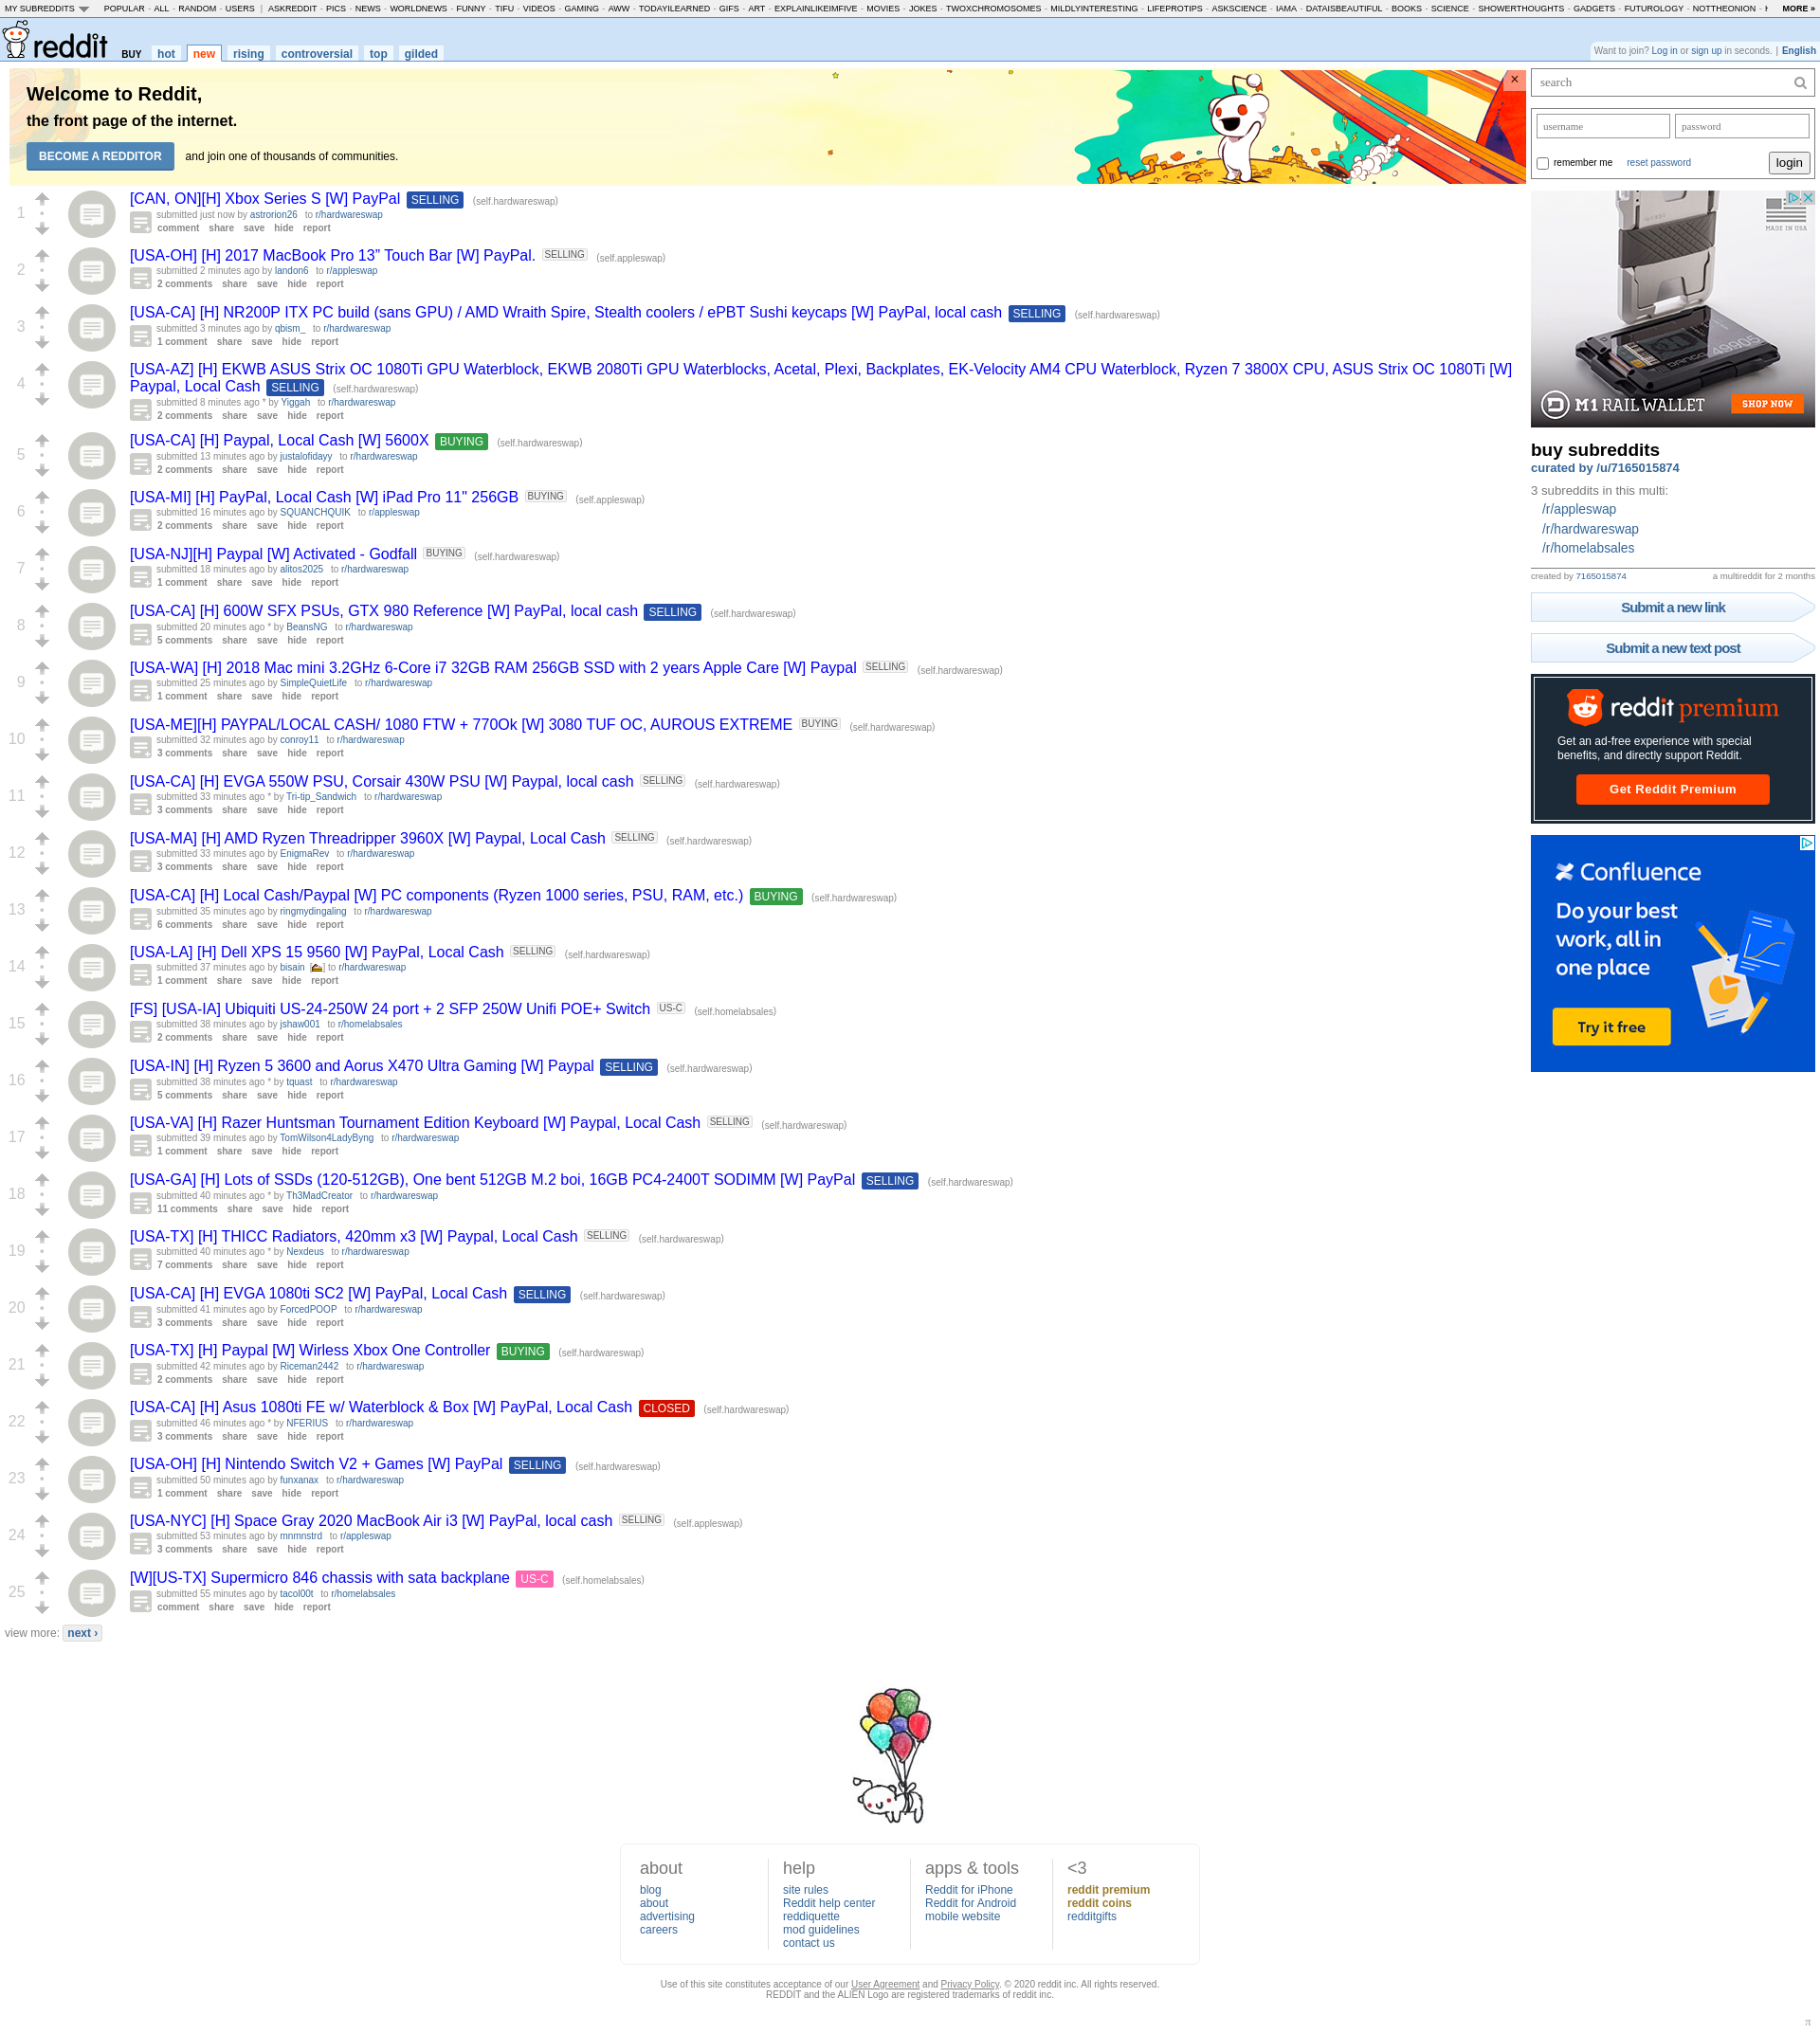 MY SUBREDDITS POPULAR - ALL - RANDOM - USERS | ASKREDDIT - PICS - NEWS - WORLDNEWS - FUNNY - TIFU - VIDEOS - GAMING - AWW - TODAYILEARNED - GIFS - ART - EXPLAINLIKEIMFIVE - MOVIES - JOKES - TWOXCHROMOSOMES - MILDLYINTERESTING - LIFEPROTIPS - ASKSCIENCE - IAMA - DATAISBEAUTIFUL - BOOKS - SCIENCE - SHOWERTHOUGHTS - GADGETS - FUTUROLOGY - NOTTHEONION - MORE »
reddit BUY hot new rising controversial top gilded
Want to join? Log in or sign up in seconds. | English
Welcome to Reddit,
the front page of the internet.
BECOME A REDDITOR and join one of thousands of communities.
×
1
[CAN, ON][H] Xbox Series S [W] PayPal SELLING (self.hardwareswap)
submitted just now by astrorion26 to r/hardwareswap
comment share save hide report
2
[USA-OH] [H] 2017 MacBook Pro 13” Touch Bar [W] PayPal. SELLING (self.appleswap)
submitted 2 minutes ago by landon6 to r/appleswap
2 comments share save hide report
3
[USA-CA] [H] NR200P ITX PC build (sans GPU) / AMD Wraith Spire, Stealth coolers / ePBT Sushi keycaps [W] PayPal, local cash SELLING (self.hardwareswap)
submitted 3 minutes ago by qbism_ to r/hardwareswap
1 comment share save hide report
4
[USA-AZ] [H] EKWB ASUS Strix OC 1080Ti GPU Waterblock, EKWB 2080Ti GPU Waterblocks, Acetal, Plexi, Backplates, EK-Velocity AM4 CPU Waterblock, Ryzen 7 3800X CPU, ASUS Strix OC 1080Ti [W]
Paypal, Local Cash SELLING (self.hardwareswap)
submitted 8 minutes ago * by Yiggah to r/hardwareswap
2 comments share save hide report
5
[USA-CA] [H] Paypal, Local Cash [W] 5600X BUYING (self.hardwareswap)
submitted 13 minutes ago by justalofidayy to r/hardwareswap
2 comments share save hide report
6
[USA-MI] [H] PayPal, Local Cash [W] iPad Pro 11" 256GB BUYING (self.appleswap)
submitted 16 minutes ago by SQUANCHQUIK to r/appleswap
2 comments share save hide report
7
[USA-NJ][H] Paypal [W] Activated - Godfall BUYING (self.hardwareswap)
submitted 18 minutes ago by alitos2025 to r/hardwareswap
1 comment share save hide report
8
[USA-CA] [H] 600W SFX PSUs, GTX 980 Reference [W] PayPal, local cash SELLING (self.hardwareswap)
submitted 20 minutes ago * by BeansNG to r/hardwareswap
5 comments share save hide report
9
[USA-WA] [H] 2018 Mac mini 3.2GHz 6-Core i7 32GB RAM 256GB SSD with 2 years Apple Care [W] Paypal SELLING (self.hardwareswap)
submitted 25 minutes ago by SimpleQuietLife to r/hardwareswap
1 comment share save hide report
10
[USA-ME][H] PAYPAL/LOCAL CASH/ 1080 FTW + 770Ok [W] 3080 TUF OC, AUROUS EXTREME BUYING (self.hardwareswap)
submitted 32 minutes ago by conroy11 to r/hardwareswap
3 comments share save hide report
11
[USA-CA] [H] EVGA 550W PSU, Corsair 430W PSU [W] Paypal, local cash SELLING (self.hardwareswap)
submitted 33 minutes ago * by Tri-tip_Sandwich to r/hardwareswap
3 comments share save hide report
12
[USA-MA] [H] AMD Ryzen Threadripper 3960X [W] Paypal, Local Cash SELLING (self.hardwareswap)
submitted 33 minutes ago by EnigmaRev to r/hardwareswap
3 comments share save hide report
13
[USA-CA] [H] Local Cash/Paypal [W] PC components (Ryzen 1000 series, PSU, RAM, etc.) BUYING (self.hardwareswap)
submitted 35 minutes ago by ringmydingaling to r/hardwareswap
6 comments share save hide report
14
[USA-LA] [H] Dell XPS 15 9560 [W] PayPal, Local Cash SELLING (self.hardwareswap)
submitted 37 minutes ago by bisain [] to r/hardwareswap
1 comment share save hide report
15
[FS] [USA-IA] Ubiquiti US-24-250W 24 port + 2 SFP 250W Unifi POE+ Switch US-C (self.homelabsales)
submitted 38 minutes ago by jshaw001 to r/homelabsales
2 comments share save hide report
16
[USA-IN] [H] Ryzen 5 3600 and Aorus X470 Ultra Gaming [W] Paypal SELLING (self.hardwareswap)
submitted 38 minutes ago * by tquast to r/hardwareswap
5 comments share save hide report
17
[USA-VA] [H] Razer Huntsman Tournament Edition Keyboard [W] Paypal, Local Cash SELLING (self.hardwareswap)
submitted 39 minutes ago by TomWilson4LadyByng to r/hardwareswap
1 comment share save hide report
18
[USA-GA] [H] Lots of SSDs (120-512GB), One bent 512GB M.2 boi, 16GB PC4-2400T SODIMM [W] PayPal SELLING (self.hardwareswap)
submitted 40 minutes ago * by Th3MadCreator to r/hardwareswap
11 comments share save hide report
19
[USA-TX] [H] THICC Radiators, 420mm x3 [W] Paypal, Local Cash SELLING (self.hardwareswap)
submitted 40 minutes ago * by Nexdeus to r/hardwareswap
7 comments share save hide report
20
[USA-CA] [H] EVGA 1080ti SC2 [W] PayPal, Local Cash SELLING (self.hardwareswap)
submitted 41 minutes ago by ForcedPOOP to r/hardwareswap
3 comments share save hide report
21
[USA-TX] [H] Paypal [W] Wirless Xbox One Controller BUYING (self.hardwareswap)
submitted 42 minutes ago by Riceman2442 to r/hardwareswap
2 comments share save hide report
22
[USA-CA] [H] Asus 1080ti FE w/ Waterblock & Box [W] PayPal, Local Cash CLOSED (self.hardwareswap)
submitted 46 minutes ago * by NFERIUS to r/hardwareswap
3 comments share save hide report
23
[USA-OH] [H] Nintendo Switch V2 + Games [W] PayPal SELLING (self.hardwareswap)
submitted 50 minutes ago by funxanax to r/hardwareswap
1 comment share save hide report
24
[USA-NYC] [H] Space Gray 2020 MacBook Air i3 [W] PayPal, local cash SELLING (self.appleswap)
submitted 53 minutes ago by mnmnstrd to r/appleswap
3 comments share save hide report
25
[W][US-TX] Supermicro 846 chassis with sata backplane US-C (self.homelabsales)
submitted 55 minutes ago by tacol00t to r/homelabsales
comment share save hide report
view more: next ›
search
username password
remember me reset password login
MADE IN USA
M1 RAIL WALLET SHOP NOW
buy subreddits
curated by /u/7165015874
3 subreddits in this multi:
/r/appleswap
/r/hardwareswap
/r/homelabsales
created by 7165015874 a multireddit for 2 months
Submit a new link
Submit a new text post
reddit premium
Get an ad-free experience with special
benefits, and directly support Reddit.
Get Reddit Premium
Confluence
Do your best
work, all in
one place
Try it free
about
blog
about
advertising
careers
help
site rules
Reddit help center
reddiquette
mod guidelines
contact us
apps & tools
Reddit for iPhone
Reddit for Android
mobile website
<3
reddit premium
reddit coins
redditgifts
Use of this site constitutes acceptance of our User Agreement and Privacy Policy. © 2020 reddit inc. All rights reserved.
REDDIT and the ALIEN Logo are registered trademarks of reddit inc.
π